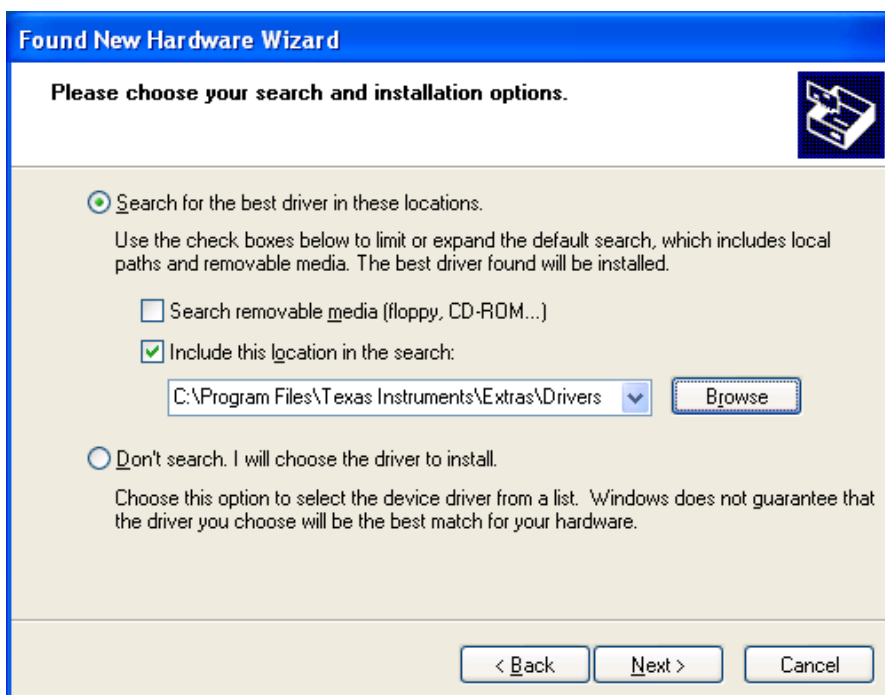 Found New Hardware Wizard
Please choose your search and installation options.
Search for the best driver in these locations.
Use the check boxes below to limit or expand the default search, which includes local
paths and removable media. The best driver found will be installed.
Search removable media (floppy, CD-ROM...)
Include this location in the search:
C:\Program Files\Texas Instruments\Extras\Drivers
Browse
Don't search. I will choose the driver to install.
Choose this option to select the device driver from a list. Windows does not guarantee that
the driver you choose will be the best match for your hardware.
< Back Next > Cancel